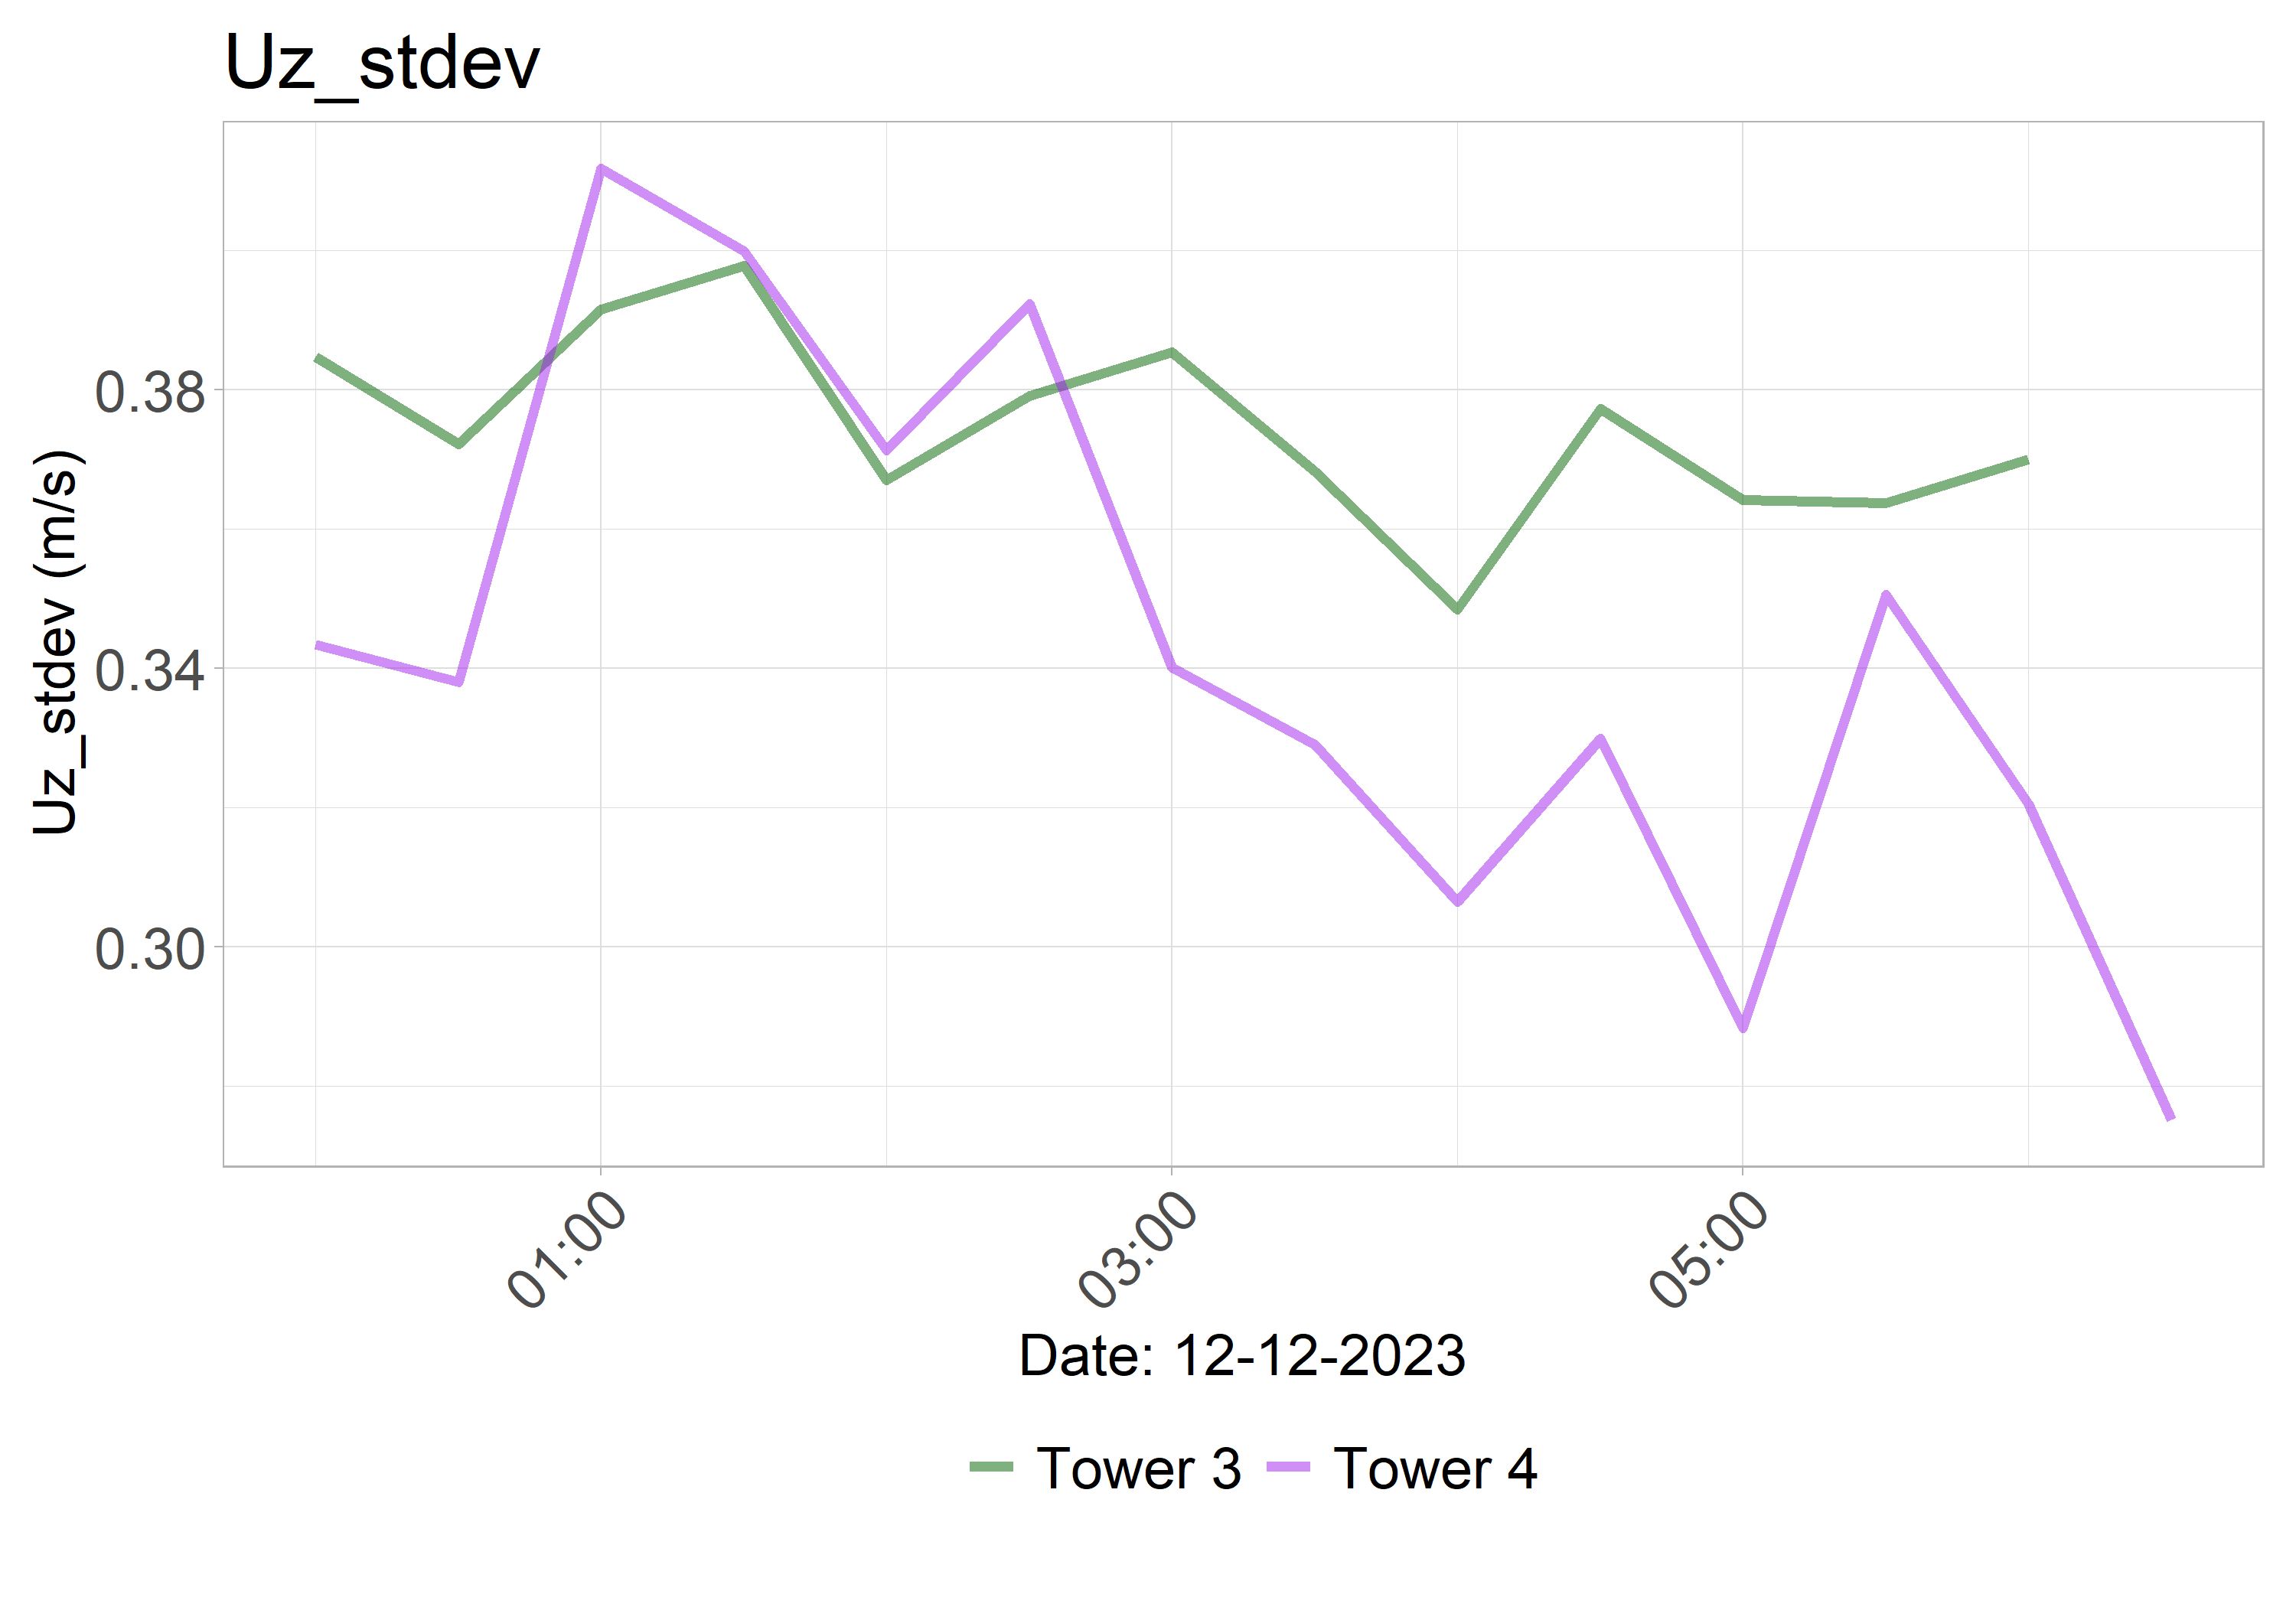 Uz_stdev
Uz_stdev (m/s)
0.38
0.34
0.30
01:00
03:00
05:00
Date: 12-12-2023
Tower 3
Tower 4